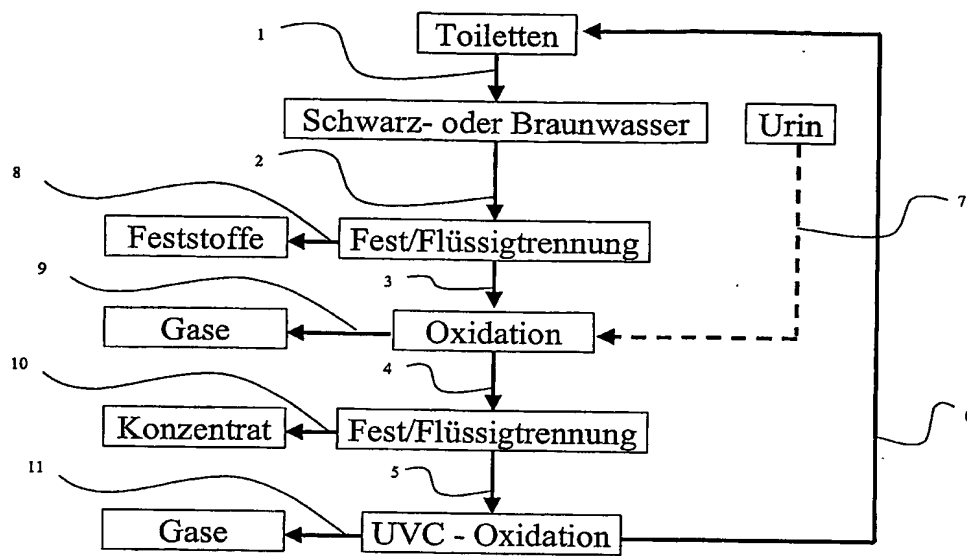 1
Toiletten
Schwarz- oder Braunwasser
Urin
2
8
7
Feststoffe
Fest/Flüssigtrennung
9
3
Gase
Oxidation
10
4
Konzentrat
Fest/Flüssigtrennung
6
11
5
Gase
UVC - Oxidation